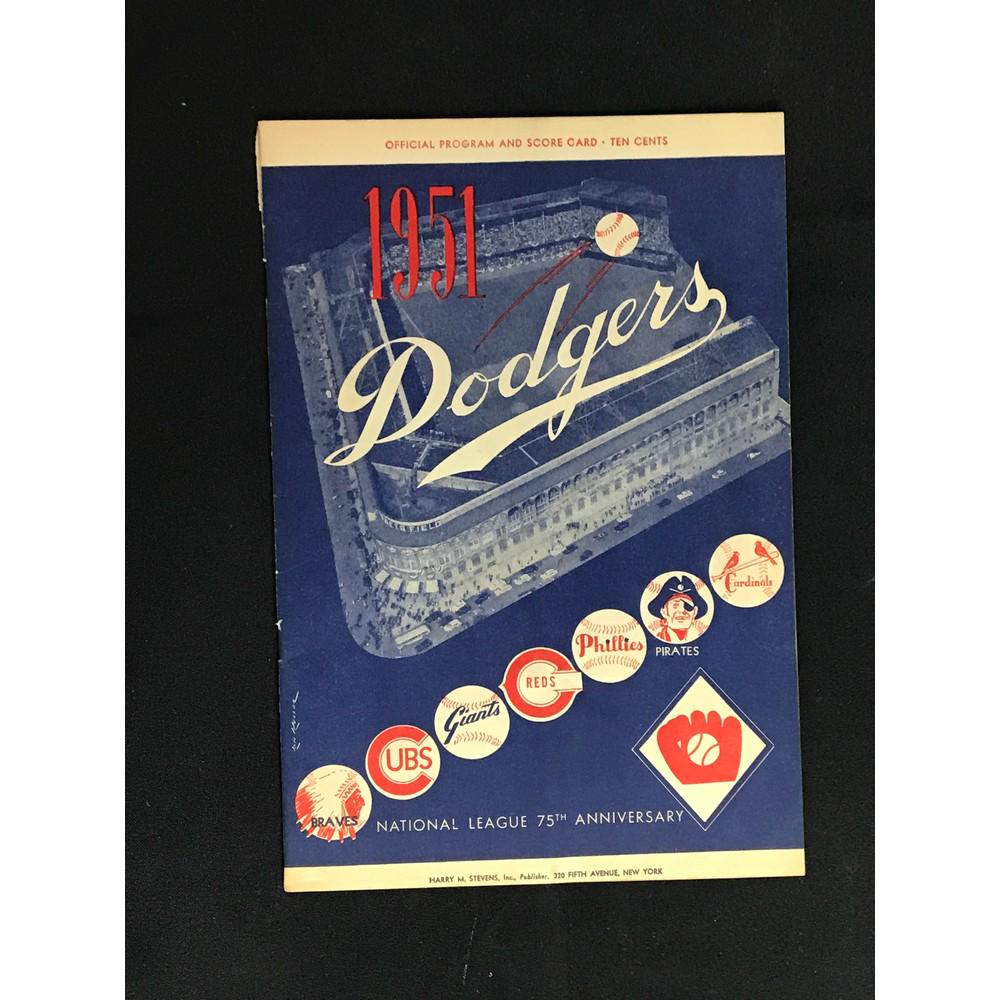 OFFICIAL PROGRAM AND SCORE CARD • TEN CENTS
1951
Dodgers
FIELD
Cardinals
PIRATES
Phillies
REDS
Giants
CUBS
BRAVES
NATIONAL LEAGUE 75TH ANNIVERSARY
HARRY M. STEVENS, Inc., Publisher, 320 FIFTH AVENUE, NEW YORK